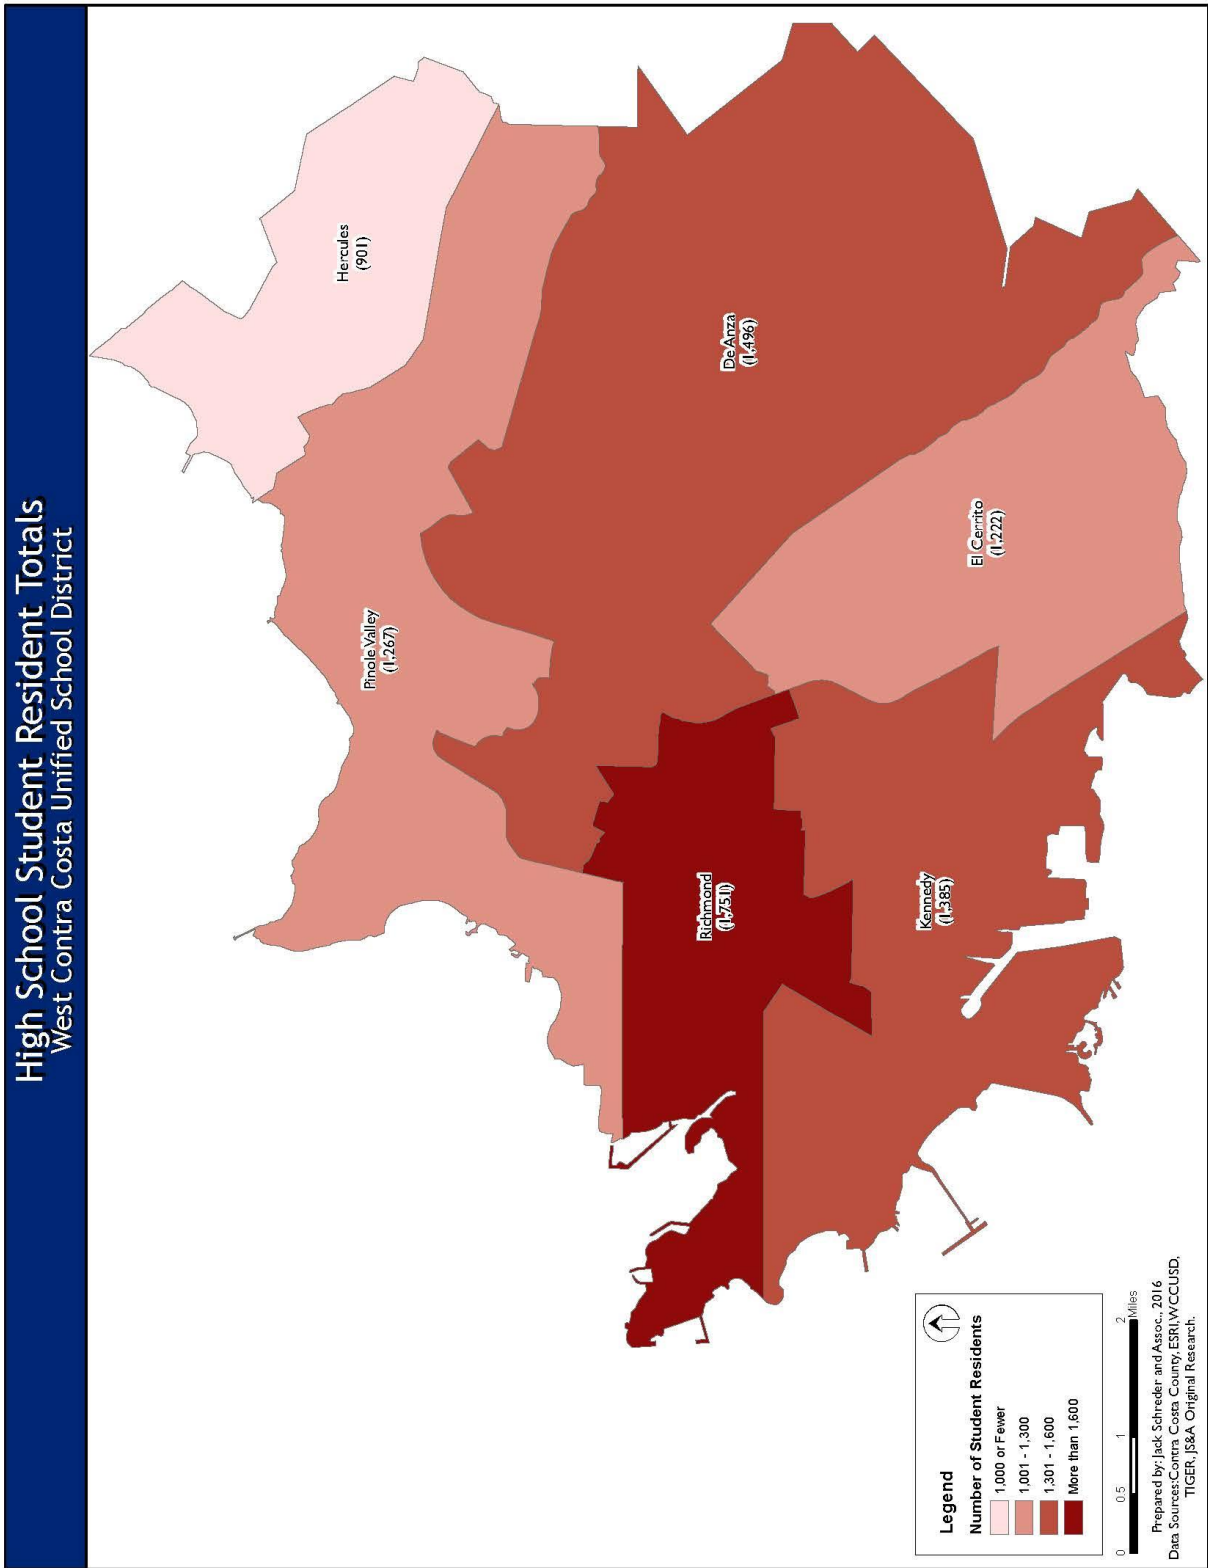 High School Student Resident Totals
West Contra Costa Unified School District
Hercules
(901)
Pinole Valley
(1,267)
De Anza
(1,496)
Richmond
(1,751)
El Cerrito
(1,222)
Kennedy
(1,385)
Legend
Number of Student Residents
1,000 or Fewer
1,001 - 1,300
1,301 - 1,600
More than 1,600
0 0.5 1 2
Miles
Prepared by: Jack Schreder and Assoc., 2016
Data Sources:Contra Costa County, ESRI, WCCUSD,
TIGER, JS&A Original Research.